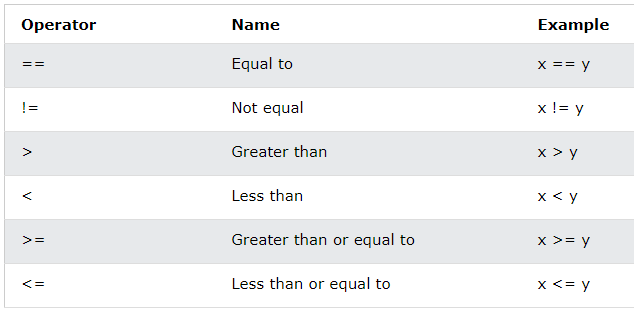 Operator Name Example
== Equal to x == y
!= Not equal x != y
> Greater than x > y
< Less than x < y
>= Greater than or equal to x >= y
<= Less than or equal to x <= y